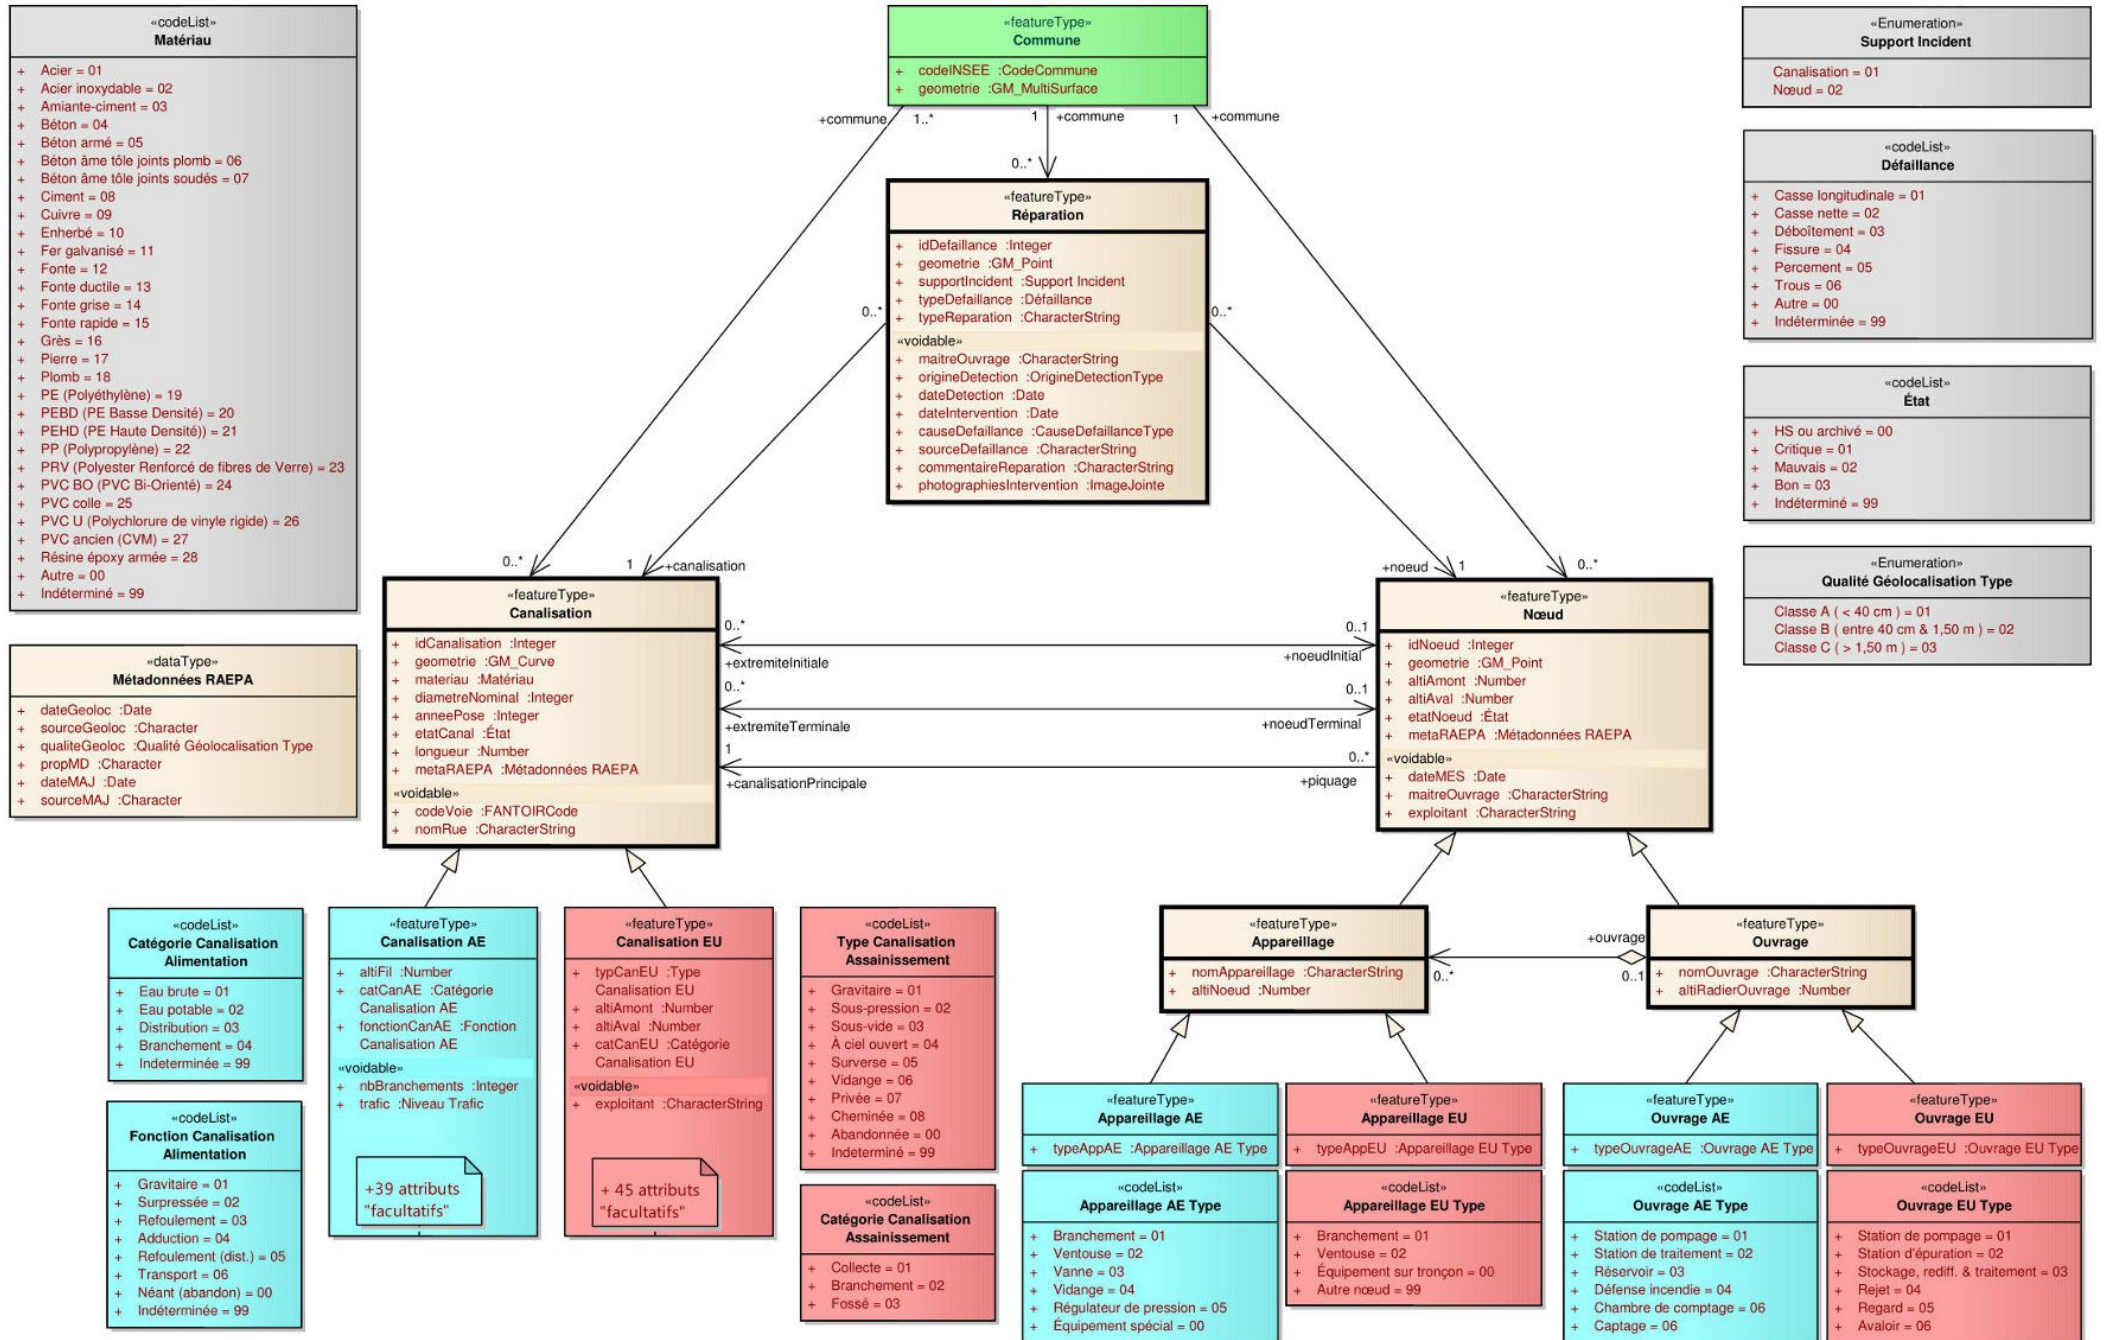 «codeList»
Matériau
+ Acier = 01
+ Acier inoxydable = 02
+ Amiante-ciment = 03
+ Béton = 04
+ Béton armé = 05
+ Béton âme tôle joints plomb = 06
+ Béton âme tôle joints soudés = 07
+ Ciment = 08
+ Cuivre = 09
+ Enherbé = 10
+ Fer galvanisé = 11
+ Fonte = 12
+ Fonte ductile = 13
+ Fonte grise = 14
+ Fonte rapide = 15
+ Grès = 16
+ Pierre = 17
+ Plomb = 18
+ PE (Polyéthylène) = 19
+ PEBD (PE Basse Densité) = 20
+ PEHD (PE Haute Densité)) = 21
+ PP (Polypropylène) = 22
+ PRV (Polyester Renforcé de fibres de Verre) = 23
+ PVC BO (PVC Bi-Orienté) = 24
+ PVC colle = 25
+ PVC U (Polychlorure de vinyle rigide) = 26
+ PVC ancien (CVM) = 27
+ Résine époxy armée = 28
+ Autre = 00
+ Indéterminé = 99
«dataType»
Métadonnées RAEPA
+ dateGeoloc :Date
+ sourceGeoloc :Character
+ qualiteGeoloc :Qualité Géolocalisation Type
+ propMD :Character
+ dateMAJ :Date
+ sourceMAJ :Character
«featureType»
Commune
+ codeINSEE :CodeCommune
+ geometrie :GM_MultiSurface
+commune 1..*
1 +commune
1 +commune
0..*
«featureType»
Réparation
+ idDefaillance :Integer
+ geometrie :GM_Point
+ supportIncident :Support Incident
+ typeDefaillance :Défaillance
+ typeReparation :CharacterString
«voidable»
+ maitreOuvrage :CharacterString
+ origineDetection :OrigineDetectionType
+ dateDetection :Date
+ dateIntervention :Date
+ causeDefaillance :CauseDefaillanceType
+ sourceDefaillance :CharacterString
+ commentaireReparation :CharacterString
+ photographiesIntervention :ImageJointe
0..*
0..*
0..*
1 +canalisation
+noeud 1
0..*
«Enumeration»
Support Incident
Canalisation = 01
Nœud = 02
«codeList»
Défaillance
+ Casse longitudinale = 01
+ Casse nette = 02
+ Déboîtement = 03
+ Fissure = 04
+ Percement = 05
+ Trous = 06
+ Autre = 00
+ Indéterminée = 99
«codeList»
État
+ HS ou archivé = 00
+ Critique = 01
+ Mauvais = 02
+ Bon = 03
+ Indéterminé = 99
«Enumeration»
Qualité Géolocalisation Type
Classe A ( < 40 cm ) = 01
Classe B ( entre 40 cm & 1,50 m ) = 02
Classe C ( > 1,50 m ) = 03
«featureType»
Canalisation
+ idCanalisation :Integer
+ geometrie :GM_Curve
+ materiau :Matériau
+ diametreNominal :Integer
+ anneePose :Integer
+ etatCanal :État
+ longueur :Number
+ metaRAEPA :Métadonnées RAEPA
«voidable»
+ codeVoie :FANTOIRCode
+ nomRue :CharacterString
0..*
0..1
+extremiteInitiale
+noeudInitial
0..*
0..1
+extremiteTerminale
+noeudTerminal
1
0..*
+canalisationPrincipale
+piquage
«featureType»
Nœud
+ idNoeud :Integer
+ geometrie :GM_Point
+ altiAmont :Number
+ altiAval :Number
+ etatNoeud :État
+ metaRAEPA :Métadonnées RAEPA
«voidable»
+ dateMES :Date
+ maitreOuvrage :CharacterString
+ exploitant :CharacterString
«codeList»
Catégorie Canalisation
Alimentation
+ Eau brute = 01
+ Eau potable = 02
+ Distribution = 03
+ Branchement = 04
+ Indeterminée = 99
«codeList»
Fonction Canalisation
Alimentation
+ Gravitaire = 01
+ Surpressée = 02
+ Refoulement = 03
+ Adduction = 04
+ Refoulement (dist.) = 05
+ Transport = 06
+ Néant (abandon) = 00
+ Indéterminée = 99
«featureType»
Canalisation AE
+ altiFil :Number
+ catCanAE :Catégorie
Canalisation AE
+ fonctionCanAE :Fonction
Canalisation AE
«voidable»
+ nbBranchements :Integer
+ trafic :Niveau Trafic
+39 attributs
"facultatifs"
«featureType»
Canalisation EU
+ typCanEU :Type
Canalisation EU
+ altiAmont :Number
+ altiAval :Number
+ catCanEU :Catégorie
Canalisation EU
«voidable»
+ exploitant :CharacterString
+ 45 attributs
"facultatifs"
«codeList»
Type Canalisation
Assainissement
+ Gravitaire = 01
+ Sous-pression = 02
+ Sous-vide = 03
+ À ciel ouvert = 04
+ Surverse = 05
+ Vidange = 06
+ Privée = 07
+ Cheminée = 08
+ Abandonnée = 00
+ Indeterminé = 99
«codeList»
Catégorie Canalisation
Assainissement
+ Collecte = 01
+ Branchement = 02
+ Fossé = 03
«featureType»
Appareillage
+ nomAppareillage :CharacterString
+ altiNoeud :Number
+ouvrage
0..*
0..1
«featureType»
Ouvrage
+ nomOuvrage :CharacterString
+ altiRadierOuvrage :Number
«featureType»
Appareillage AE
+ typeAppAE :Appareillage AE Type
«codeList»
Appareillage AE Type
+ Branchement = 01
+ Ventouse = 02
+ Vanne = 03
+ Vidange = 04
+ Régulateur de pression = 05
+ Équipement spécial = 00
«featureType»
Appareillage EU
+ typeAppEU :Appareillage EU Type
«codeList»
Appareillage EU Type
+ Branchement = 01
+ Ventouse = 02
+ Équipement sur tronçon = 00
+ Autre nœud = 99
«featureType»
Ouvrage AE
+ typeOuvrageAE :Ouvrage AE Type
«codeList»
Ouvrage AE Type
+ Station de pompage = 01
+ Station de traitement = 02
+ Réservoir = 03
+ Défense incendie = 04
+ Chambre de comptage = 06
+ Captage = 06
«featureType»
Ouvrage EU
+ typeOuvrageEU :Ouvrage EU Type
«codeList»
Ouvrage EU Type
+ Station de pompage = 01
+ Station d'épuration = 02
+ Stockage, rediff. & traitement = 03
+ Rejet = 04
+ Regard = 05
+ Avaloir = 06